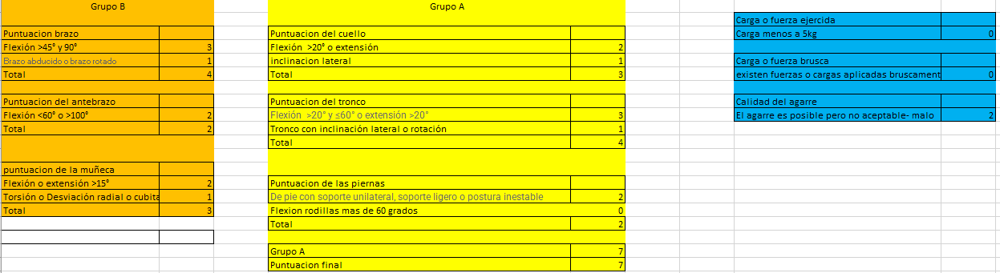 Grupo B
Puntuacion brazo
Flexión >45° y 90° 3
Brazo abducido o brazo rotado 1
Total 4
Puntuacion del antebrazo
Flexión <60° o >100° 2
Total 2
puntuacion de la muñeca
Flexión o extensión >15° 2
Torsión o Desviación radial o cubita 1
Total 3
Grupo A
Puntuacion del cuello
Flexión >20° o extensión 2
inclinacion lateral 1
Total 3
Puntuacion del tronco
Flexión >20° y ≤60° o extensión >20° 3
Tronco con inclinación lateral o rotación 1
Total 4
Puntuacion de las piernas
De pie con soporte unilateral, soporte ligero o postura inestable 2
Flexion rodillas mas de 60 grados 0
Total 2
Grupo A 7
Puntuacion final 7
Carga o fuerza ejercida
Carga menos a 5kg 0
Carga o fuerza brusca
existen fuerzas o cargas aplicadas bruscament 0
Calidad del agarre
El agarre es posible pero no aceptable- malo 2